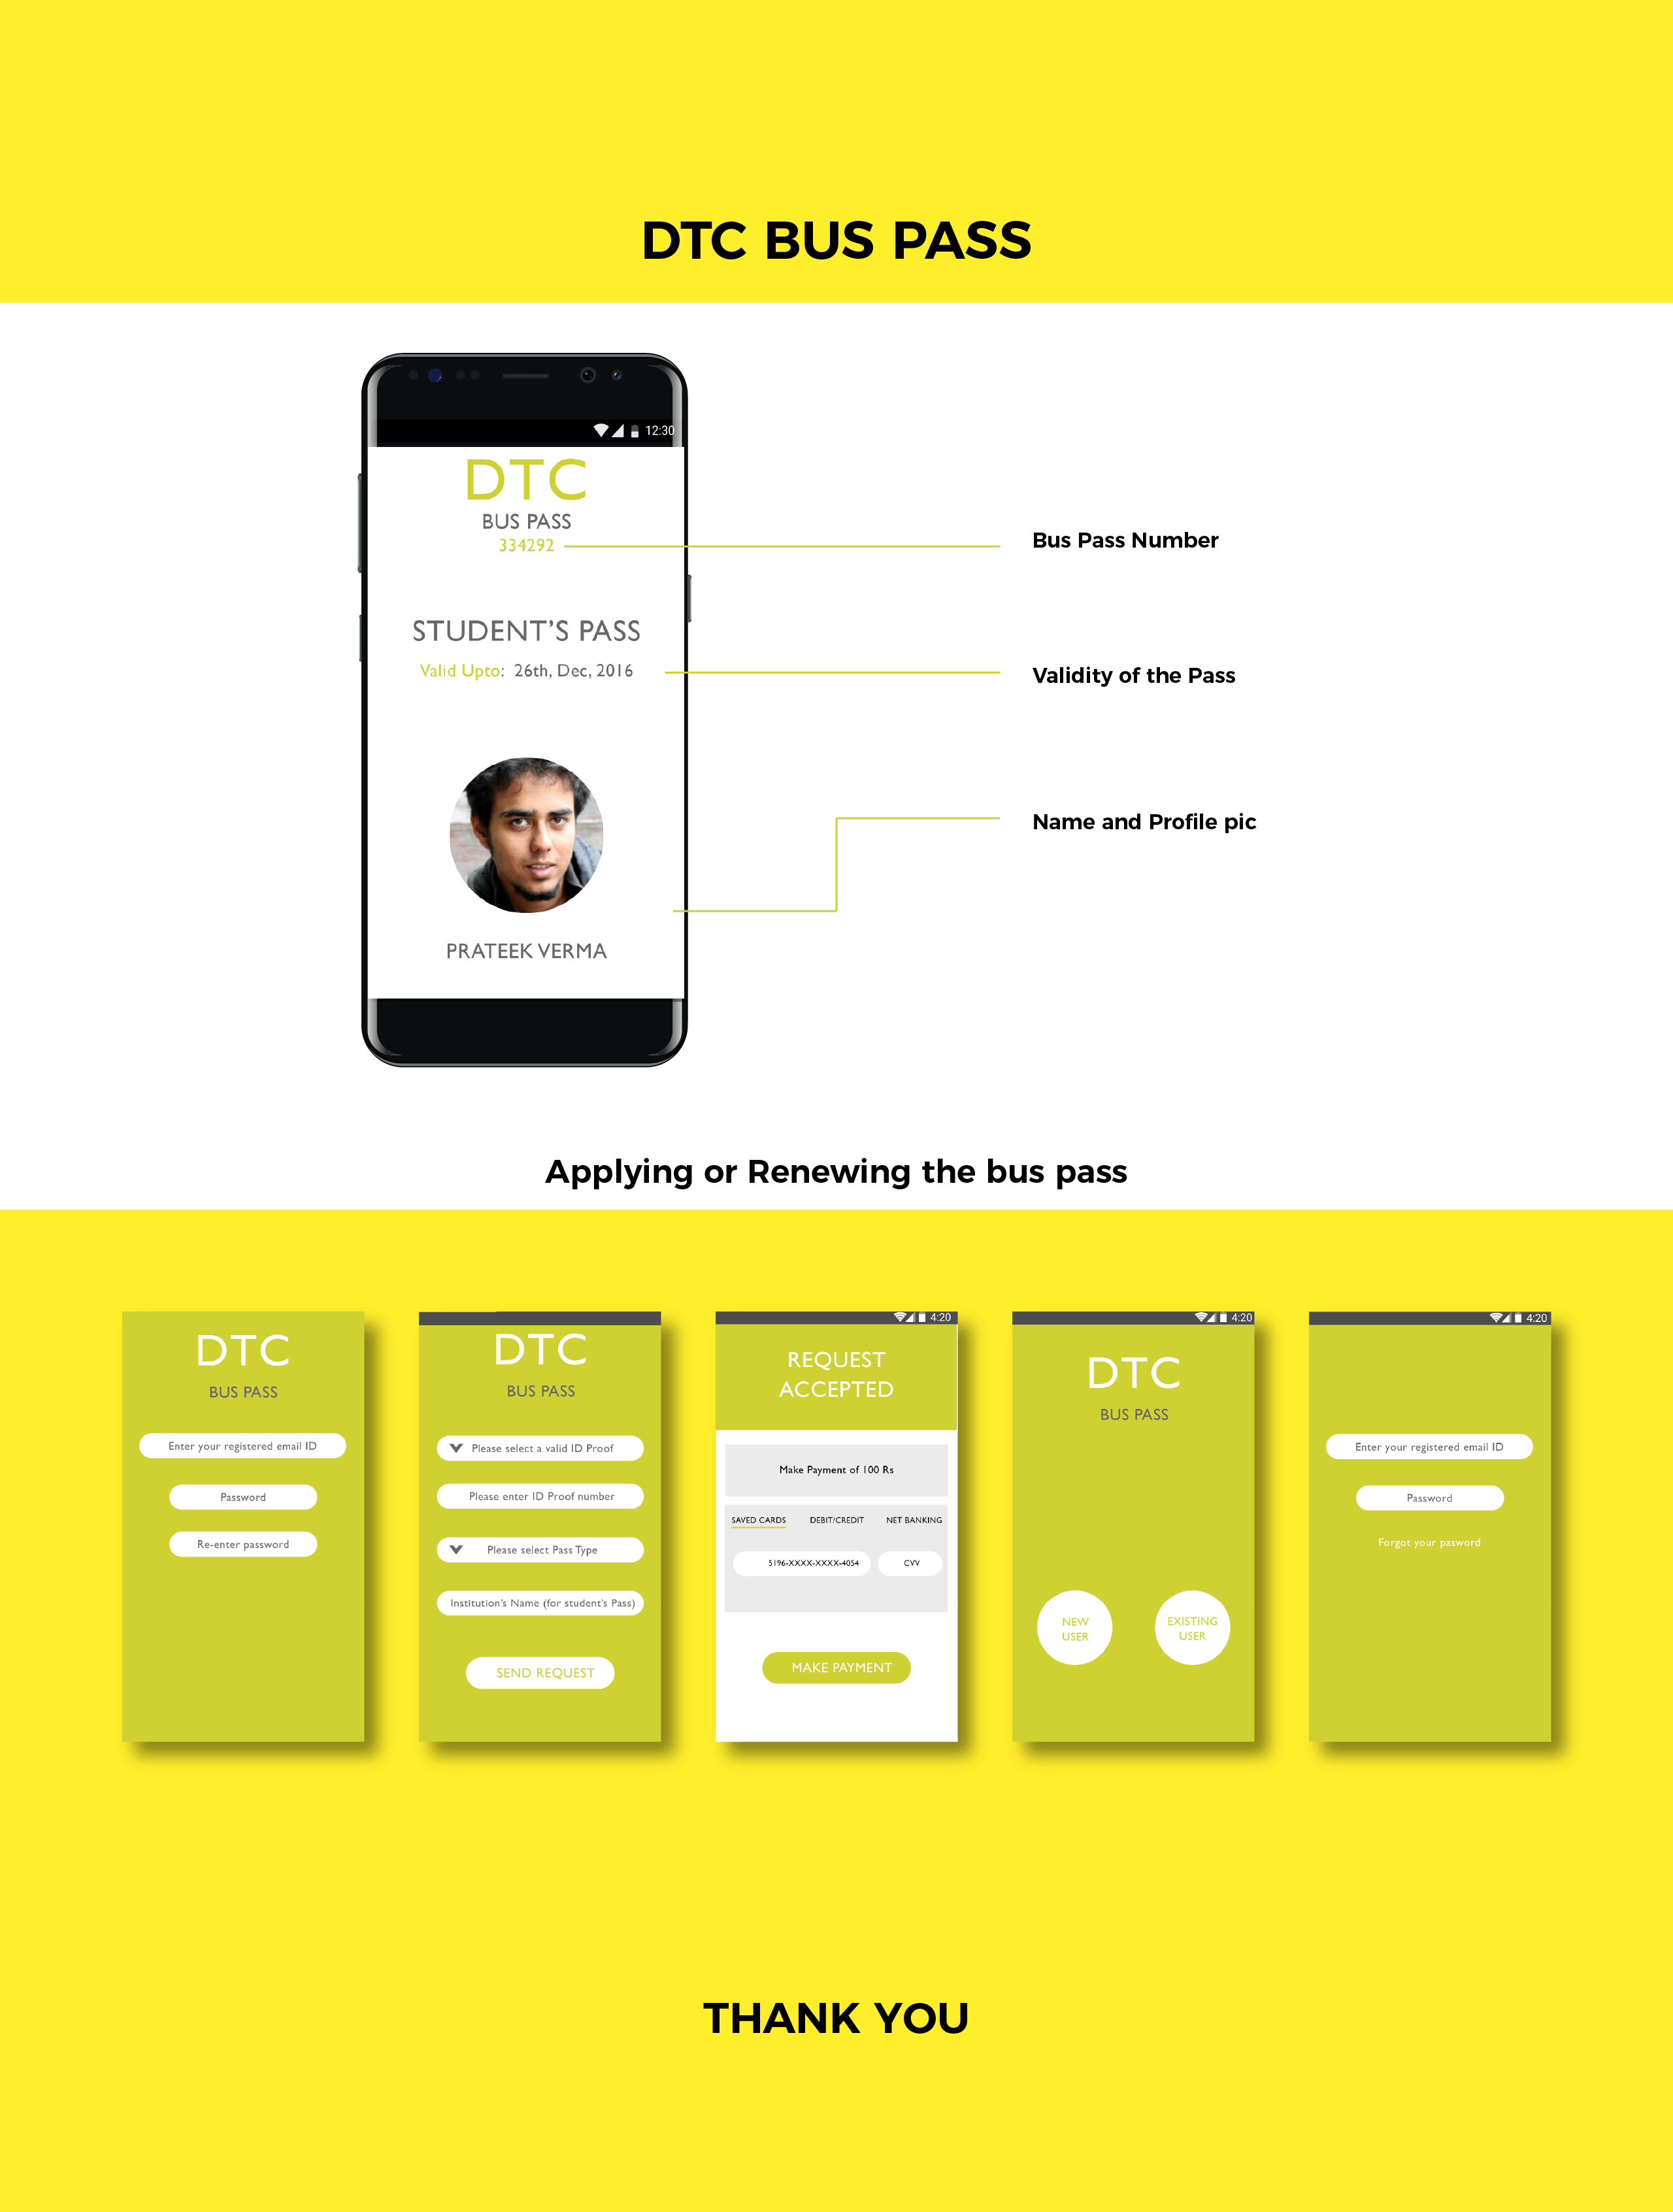 DTC BUS PASS
12:30
DTC
BUS PASS
334292
Bus Pass Number
STUDENT'S PASS
Valid Upto: 26th, Dec, 2016
Validity of the Pass
Name and Profile pic
PRATEEK VERMA
Applying or Renewing the bus pass
DTC
BUS PASS
Enter your registered email ID
Password
Re-enter password
DTC
BUS PASS
Please select a valid ID Proof
Please enter ID Proof number
Please select Pass Type
Institution's Name (for student's Pass)
SEND REQUEST
4:20
REQUEST
ACCEPTED
Make Payment of 100 Rs
SAVED CARDS DEBIT/CREDIT NET BANKING
5196-XXXX-XXXX-4054 CVV
MAKE PAYMENT
4:20
DTC
BUS PASS
NEW
USER
EXISTING
USER
4:20
Enter your registered email ID
Password
Forgot your pasword
THANK YOU